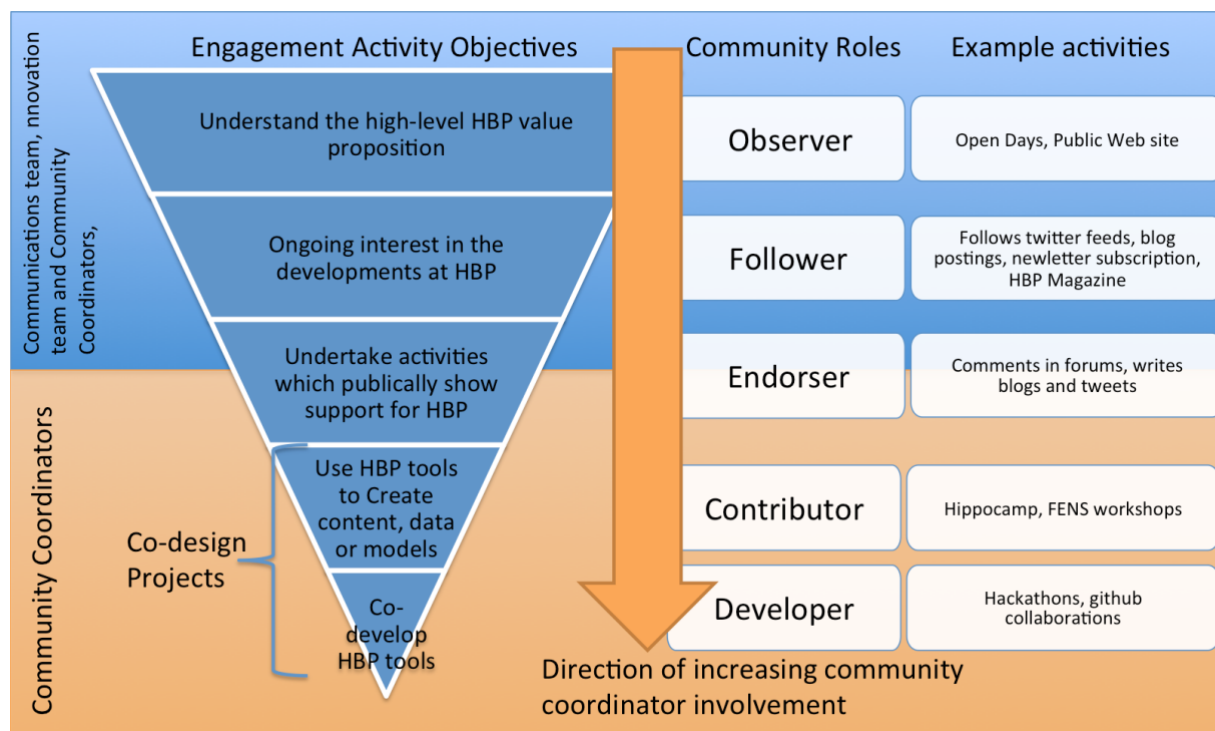 Engagement Activity Objectives
Community Roles
Example activities
Communications team, nnovation
team and Community
Coordinators,
Understand the high-level HBP value
proposition
Observer
Open Days, Public Web site
Ongoing interest in the
developments at HBP
Follower
Follows twitter feeds, blog
postings, newletter subscription,
HBP Magazine
Undertake activities
which publically show
support for HBP
Endorser
Comments in forums, writes
blogs and tweets
Community Coordinators
Co-design
Projects
Use HBP tools
to Create
content, data
or models
Contributor
Hippocamp, FENS workshops
Co-
develop
HBP tools
Developer
Hackathons, github
collaborations
Direction of increasing community
coordinator involvement